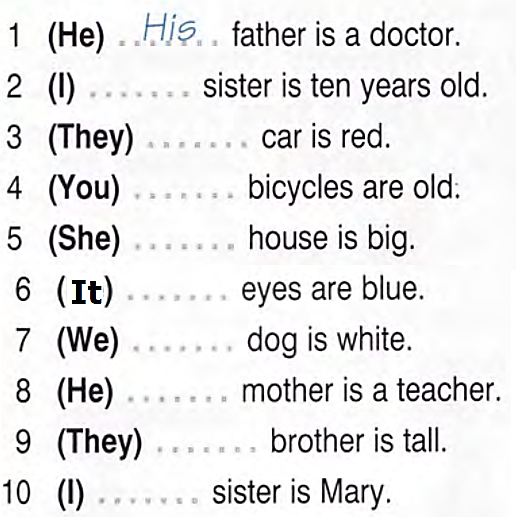 1 (He) ..His.. father is a doctor.
2 (I) ....... sister is ten years old.
3 (They) ....... car is red.
4 (You) ....... bicycles are old.
5 (She) ....... house is big.
6 (It) ....... eyes are blue.
7 (We) ....... dog is white.
8 (He) ....... mother is a teacher.
9 (They) ....... brother is tall.
10 (I) ....... sister is Mary.